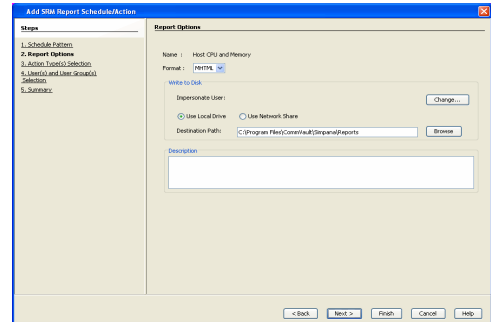 Add SRM Report Schedule/Action
Steps
Report Options
1. Schedule Pattern
2. Report Options
3. Action Type(s) Selection
4. User(s) and User Group(s)
Selection
5. Summary
Name : Host CPU and Memory
Format : MHTML
Write to Disk
Impersonate User:
Change...
Use Local Drive Use Network Share
Destination Path: C:\Program Files\CommVault\Simpana\Reports Browse
Description
< Back Next > Finish Cancel Help